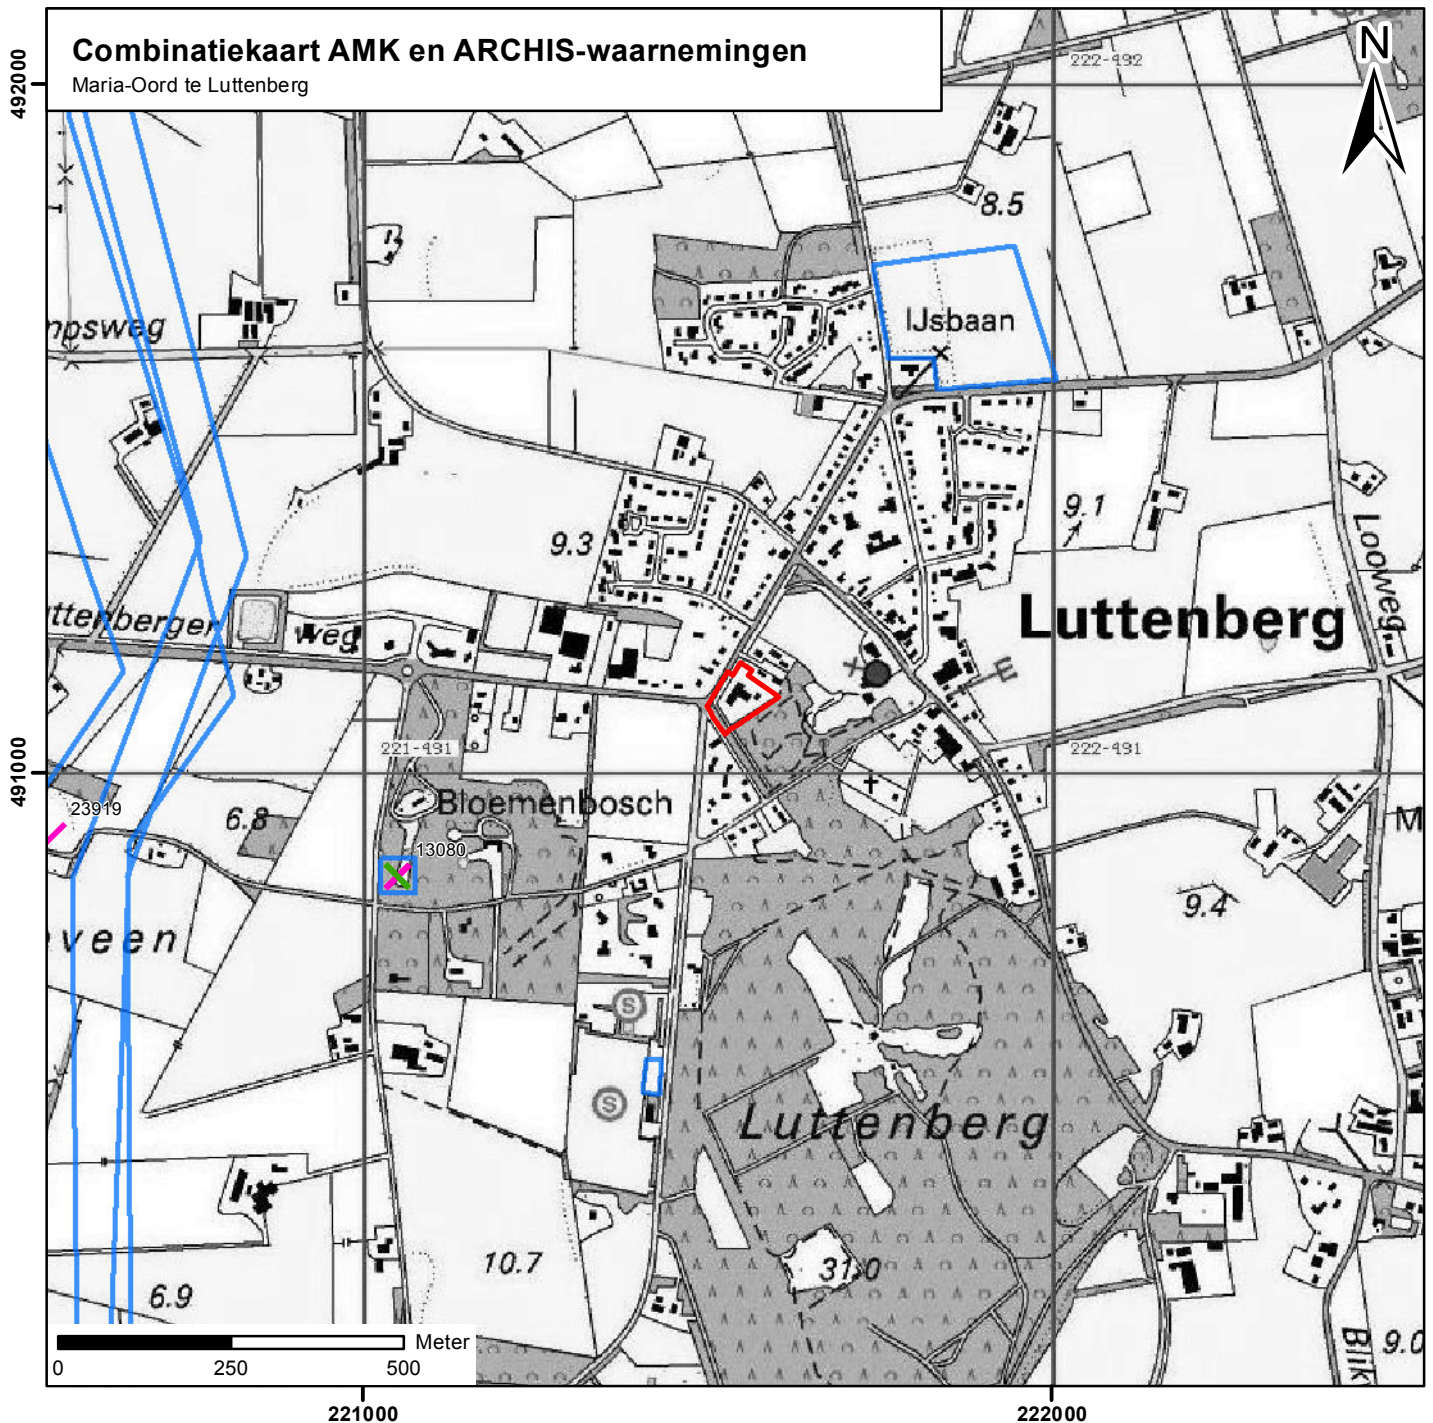 Combinatiekaart AMK en ARCHIS-waarnemingen
Maria-Oord te Luttenberg
N
492000
222-492
8.5
IJsbaan
mpsweg
9.3
9.1
Looweg
Luttenberg
uttenberger weg
E
221-491
222-491
491000
23919
6.8
Bloemenbosch
13080
M
9.4
eveen
S
S
Luttenberg
10.7
31.0
6.9
Blik
9.0
Meter
0 250 500
221000
222000